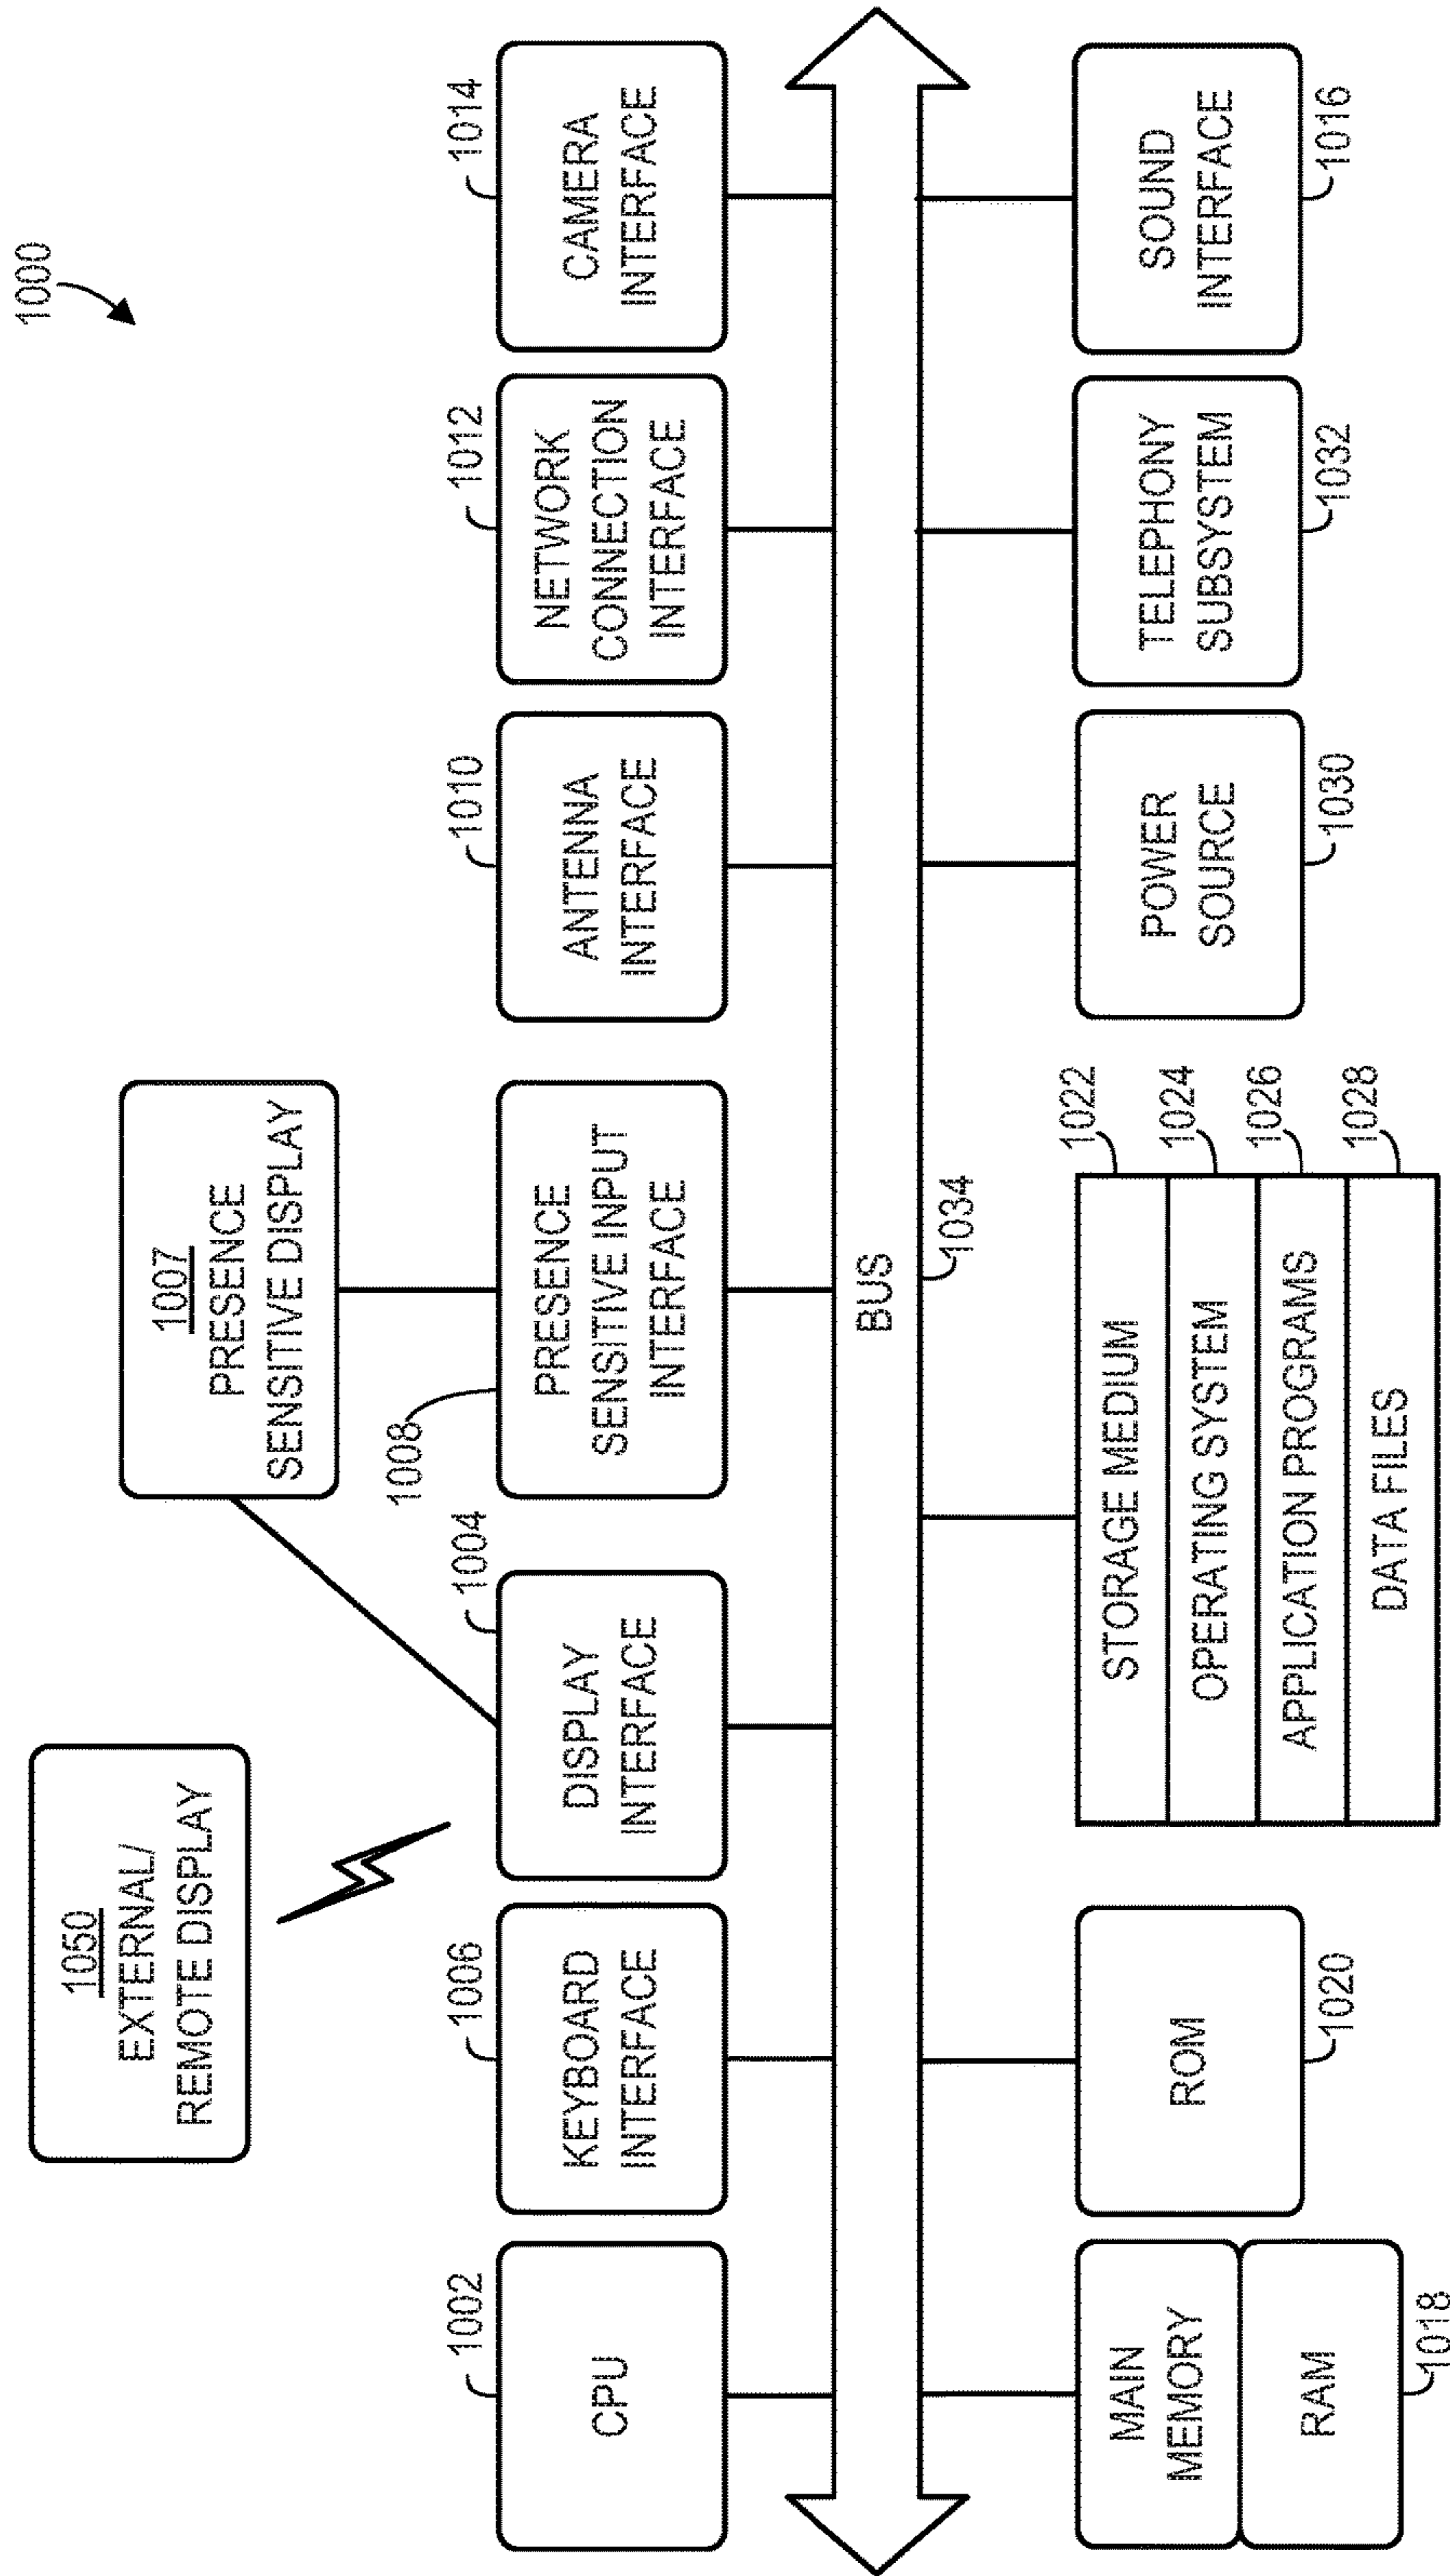 1000
1050
EXTERNAL/
REMOTE DISPLAY
1007
PRESENCE
SENSITIVE DISPLAY
1002
CPU
1006
KEYBOARD
INTERFACE
1004
DISPLAY
INTERFACE
1008
PRESENCE
SENSITIVE INPUT
INTERFACE
1010
ANTENNA
INTERFACE
1012
NETWORK
CONNECTION
INTERFACE
1014
CAMERA
INTERFACE
BUS
1034
MAIN
MEMORY
RAM
1018
ROM
1020
STORAGE MEDIUM
1022
OPERATING SYSTEM
1024
APPLICATION PROGRAMS
1026
DATA FILES
1028
POWER
SOURCE
1030
TELEPHONY
SUBSYSTEM
1032
SOUND
INTERFACE
1016